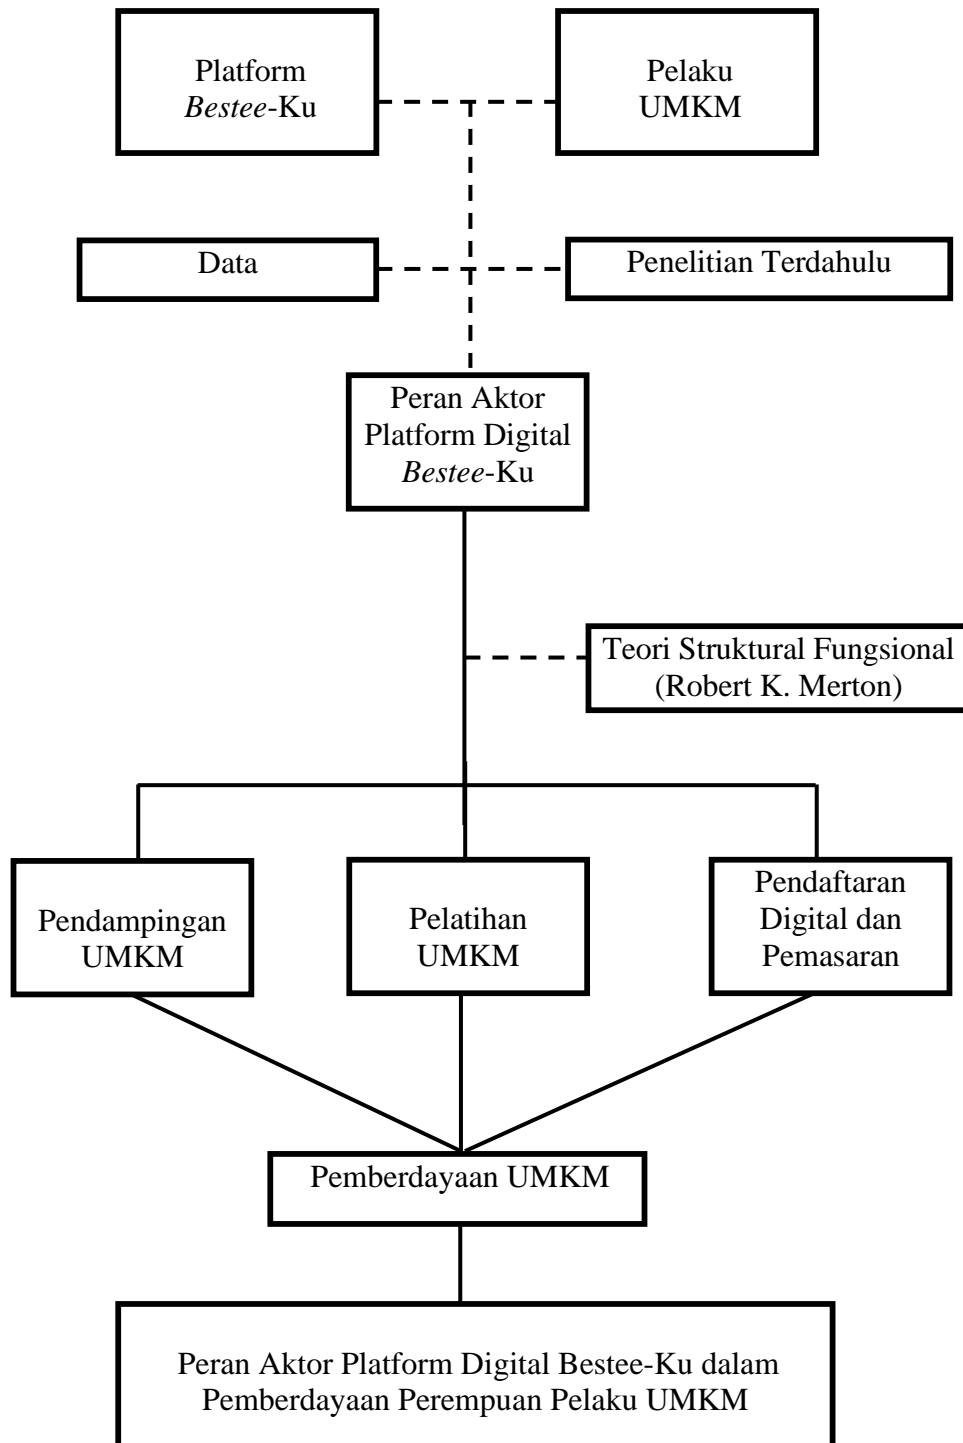 Platform
Bestee-Ku
Pelaku
UMKM
Data
Penelitian Terdahulu
Peran Aktor
Platform Digital
Bestee-Ku
Teori Struktural Fungsional
(Robert K. Merton)
Pendampingan
UMKM
Pelatihan
UMKM
Pendaftaran
Digital dan
Pemasaran
Pemberdayaan UMKM
Peran Aktor Platform Digital Bestee-Ku dalam
Pemberdayaan Perempuan Pelaku UMKM